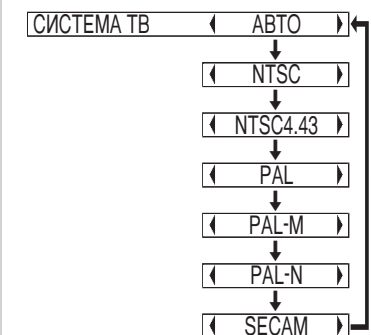 СИСТЕМА ТВ АВТО
NTSC
NTSC4.43
PAL
PAL-M
PAL-N
SECAM